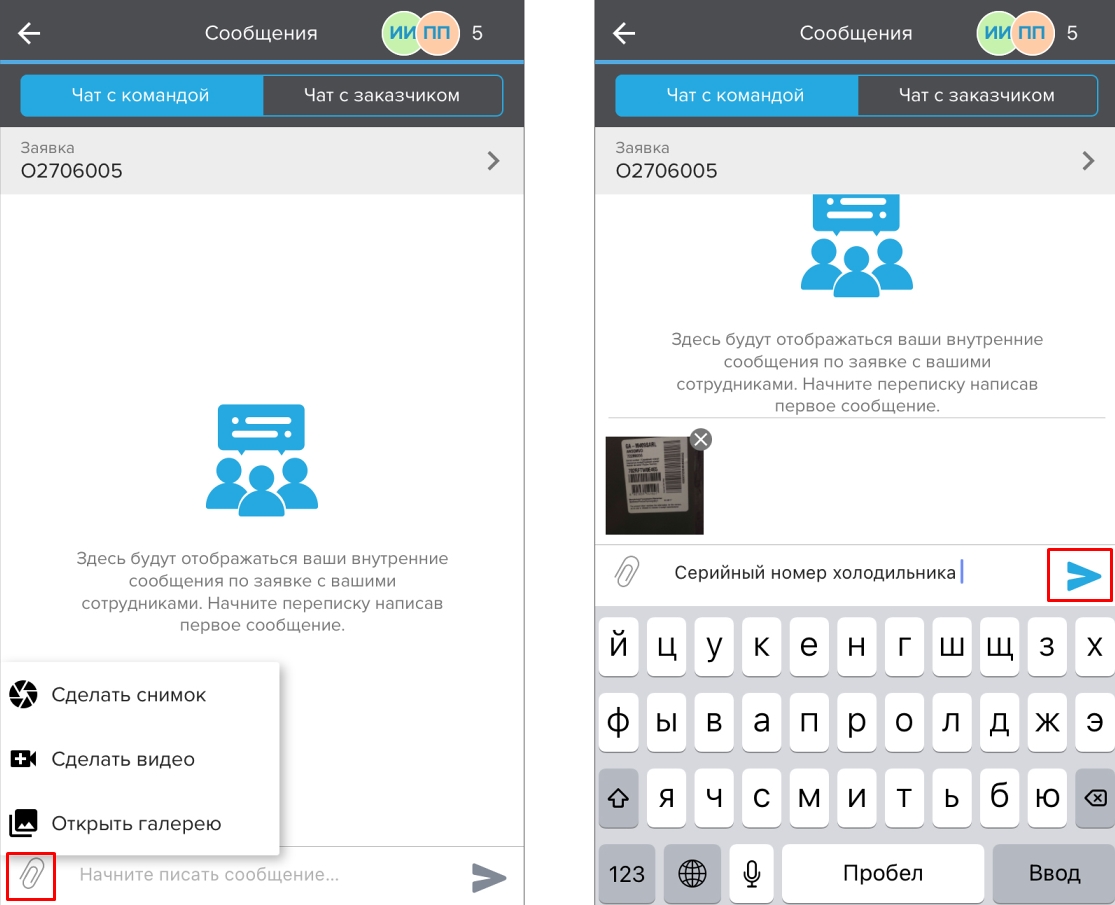 Сообщения
ИИ ПП 5
Чат с командой
Чат с заказчиком
Заявка
О2706005
Здесь будут отображаться ваши внутренние
сообщения по заявке с вашими
сотрудниками. Начните переписку написав
первое сообщение.
Сделать снимок
Сделать видео
Открыть галерею
Начните писать сообщение...
Сообщения
ИИ ПП 5
Чат с командой
Чат с заказчиком
Заявка
О2706005
Здесь будут отображаться ваши внутренние
сообщения по заявке с вашими
сотрудниками. Начните переписку написав
первое сообщение.
Серийный номер холодильника
й ц у к е н г ш щ з х
ф ы в а п р о л д ж э
я ч с м и т ь б ю
123 Пробел Ввод